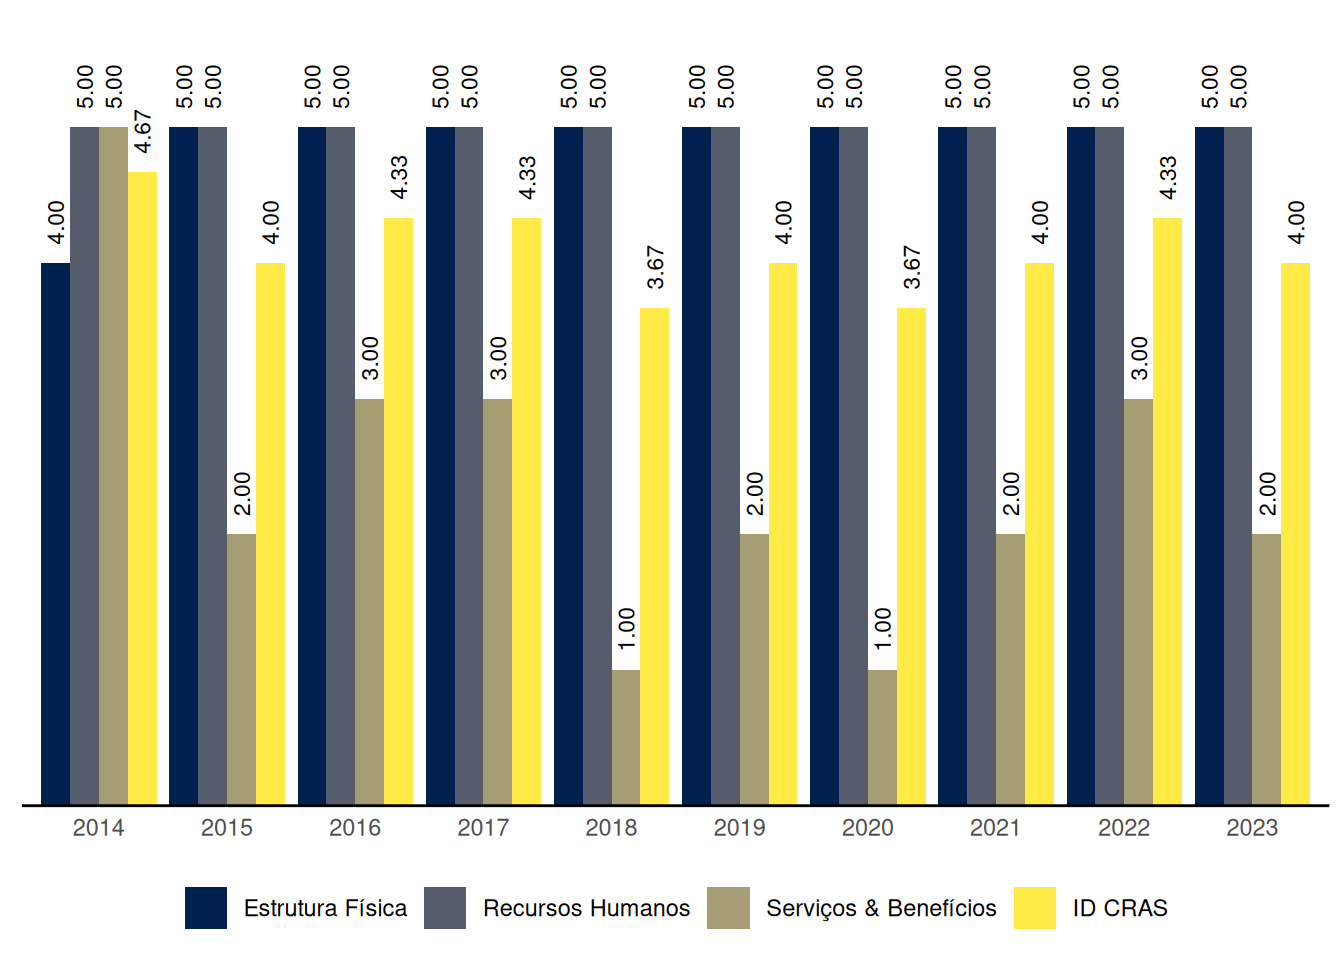 4.00 5.00 5.00 4.67 5.00 5.00 2.00 4.00 5.00 5.00 3.00 4.33 5.00 5.00 3.00 4.33 5.00 5.00 1.00 3.67 5.00 5.00 2.00 4.00 5.00 5.00 1.00 3.67 5.00 5.00 2.00 4.00 5.00 5.00 3.00 4.33 5.00 5.00 2.00 4.00
2014 2015 2016 2017 2018 2019 2020 2021 2022 2023
Estrutura Física Recursos Humanos Serviços & Benefícios ID CRAS